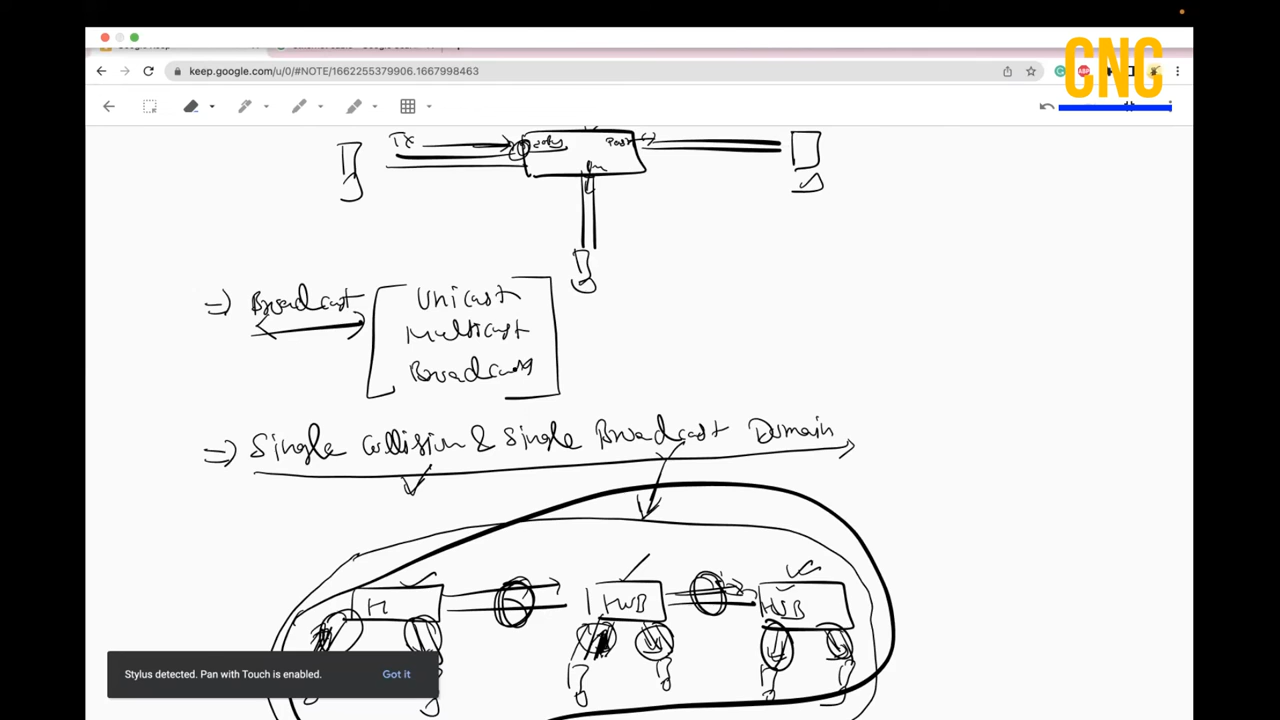 CNC
keep.google.com/u/0/#NOTE/1662255379906.1667998463
Tx
Port
=> Broadcast
Unicast
Multicast
Broadcast
=> Single Collision & Single Broadcast Domain
H HUB HUB
Stylus detected. Pan with Touch is enabled. Got it